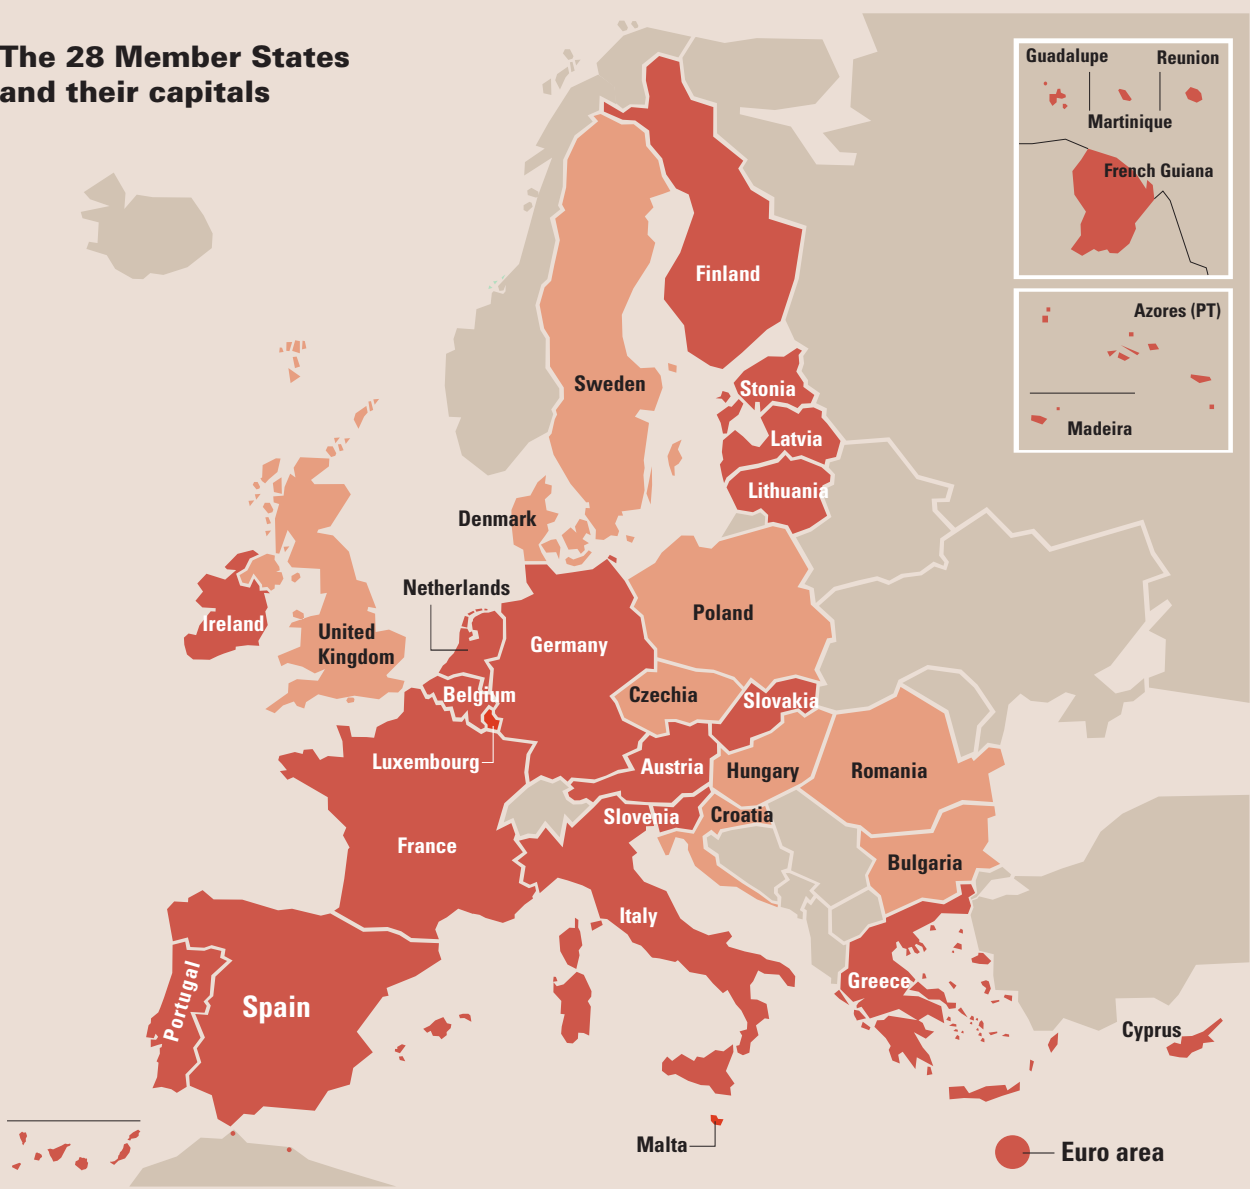 The 28 Member States
and their capitals
Guadalupe
Reunion
Martinique
French Guiana
Azores (PT)
Madeira
Finland
Sweden
Stonia
Latvia
Lithuania
Denmark
Netherlands
Ireland
United
Kingdom
Poland
Germany
Belgium
Czechia
Slovakia
Luxembourg
Austria
Hungary
Romania
Slovenia
Croatia
France
Bulgaria
Italy
Portugal
Spain
Greece
Cyprus
Malta
Euro area